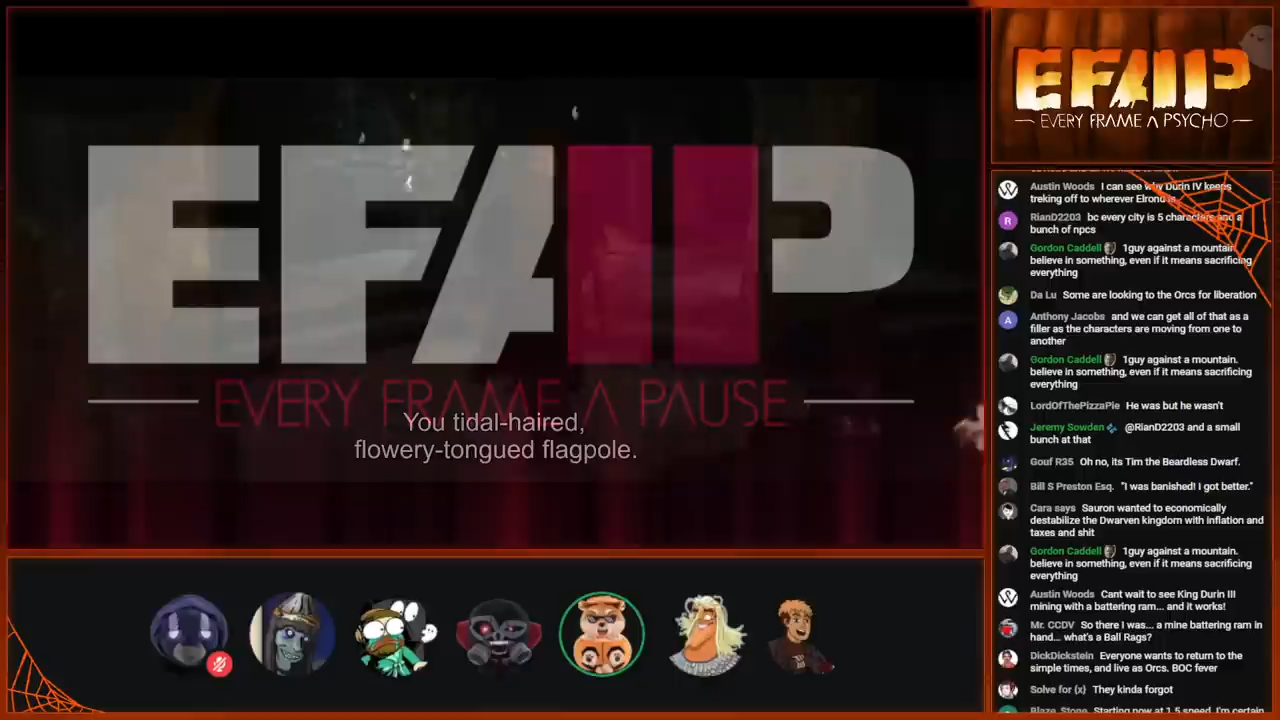 EFAP
EVERY FRAME A PAUSE
You tidal-haired,
flowery-tongued flagpole.
EFAP
EVERY FRAME A PSYCHO
Austin Woods I can see why Durin IV keeps
treking off to wherever Elrond is
RianD2203 bc every city is 5 characters and a
bunch of npcs
Gordon Caddell 1guy against a mountain.
believe in something, even if it means sacrificing
everything
Da Lu Some are looking to the Orcs for liberation
Anthony Jacobs and we can get all of that as a
filler as the characters are moving from one to
another
Gordon Caddell 1guy against a mountain.
believe in something, even if it means sacrificing
everything
LordOfThePizzaPie He was but he wasn't
Jeremy Sowden @RianD2203 and a small
bunch at that
Gouf R35 Oh no, its Tim the Beardless Dwarf.
Bill S Preston Esq. "I was banished! I got better."
Cara says Sauron wanted to economically
destabilize the Dwarven kingdom with inflation and
taxes and shit
Gordon Caddell 1guy against a mountain.
believe in something, even if it means sacrificing
everything
Austin Woods Cant wait to see King Durin III
mining with a battering ram... and it works!
Mr. CCDV So there I was... a mine battering ram in
hand... what's a Ball Rags?
DickDickstein Everyone wants to return to the
simple times, and live as Orcs. BOC fever
Solve for {x} They kinda forgot
Blaze_Stone Starting now at 1.5 speed, I'm certain